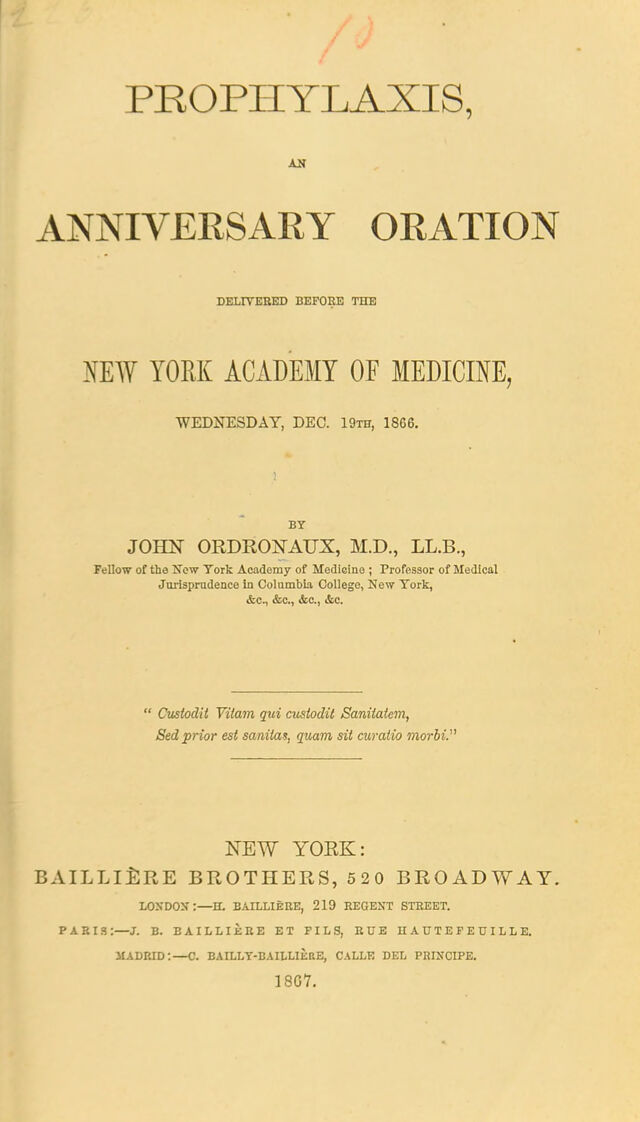 10
PROPHYLAXIS,
AN
ANNIVERSARY ORATION
DELIVERED BEFORE THE
NEW YORK ACADEMY OF MEDICINE,
WEDNESDAY, DEC. 19TH, 1866.
BY
JOHN ORDRONAUX, M.D., LL.B.,
Fellow of the New York Academy of Medicine ; Professor of Medical
Jurisprudence in Columbia College, New York,
&c., &c., &c., &c.
“ Custodit Vitam qui custodit Sanitatem,
Sed prior est sanitas, quam sit curatio morbi.”
NEW YORK:
BAILLIÈRE BROTHERS, 520 BROADWAY.
LONDON:—H. BAILLIÈRE, 219 REGENT STREET.
PARIS:—J. B. BAILLIÈRE ET FILS, RUE HAUTEFEUILLE.
MADRID:—C. BAILLY-BAILLIÈRE, CALLE DEL PRINCIPE.
1867.